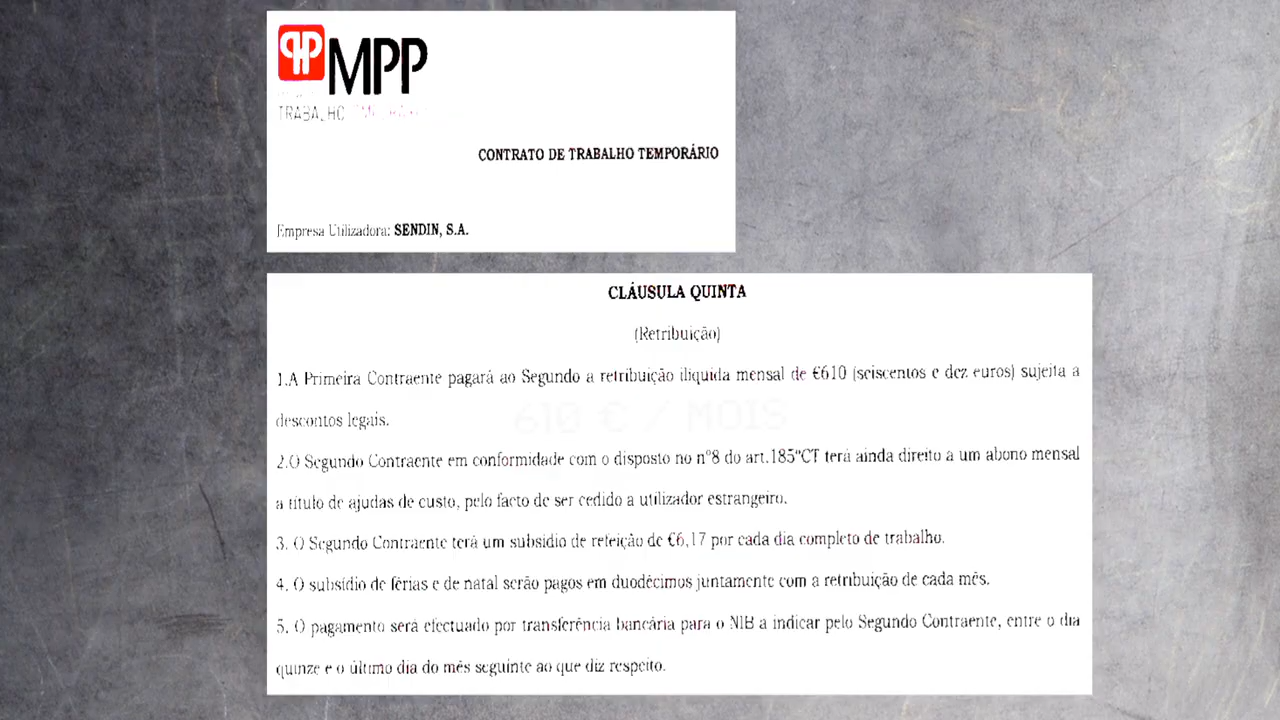 MPP
TRABALHO TEMPORÁRIO
CONTRATO DE TRABALHO TEMPORÁRIO
Empresa Utilizadora: SENDIN, S.A.
CLÁUSULA QUINTA
(Retribuição)
1.A Primeira Contraente pagará ao Segundo a retribuição ilíquida mensal de €610 (seiscentos e dez euros) sujeita a
610 € / MOIS
descontos legais.
2.O Segundo Contraente em conformidade com o disposto no nº8 do art.185ºCT terá ainda direito a um abono mensal
a título de ajudas de custo, pelo facto de ser cedido a utilizador estrangeiro.
3. O Segundo Contraente terá um subsídio de refeição de €6,17 por cada dia completo de trabalho.
4. O subsídio de férias e de natal serão pagos em duodécimos juntamente com a retribuição de cada mês.
5. O pagamento será efectuado por transferência bancária para o NIB a indicar pelo Segundo Contraente, entre o dia
quinze e o último dia do mês seguinte ao que diz respeito.